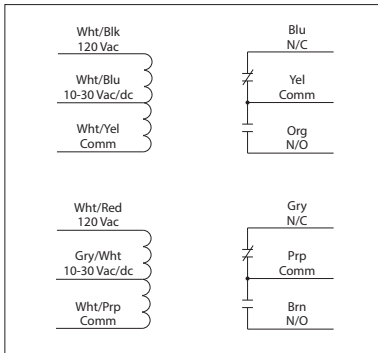 Wht/Blk
120 Vac
Wht/Blu
10-30 Vac/dc
Wht/Yel
Comm
Blu
N/C
Yel
Comm
Org
N/O
Wht/Red
120 Vac
Gry/Wht
10-30 Vac/dc
Wht/Prp
Comm
Gry
N/C
Prp
Comm
Brn
N/O